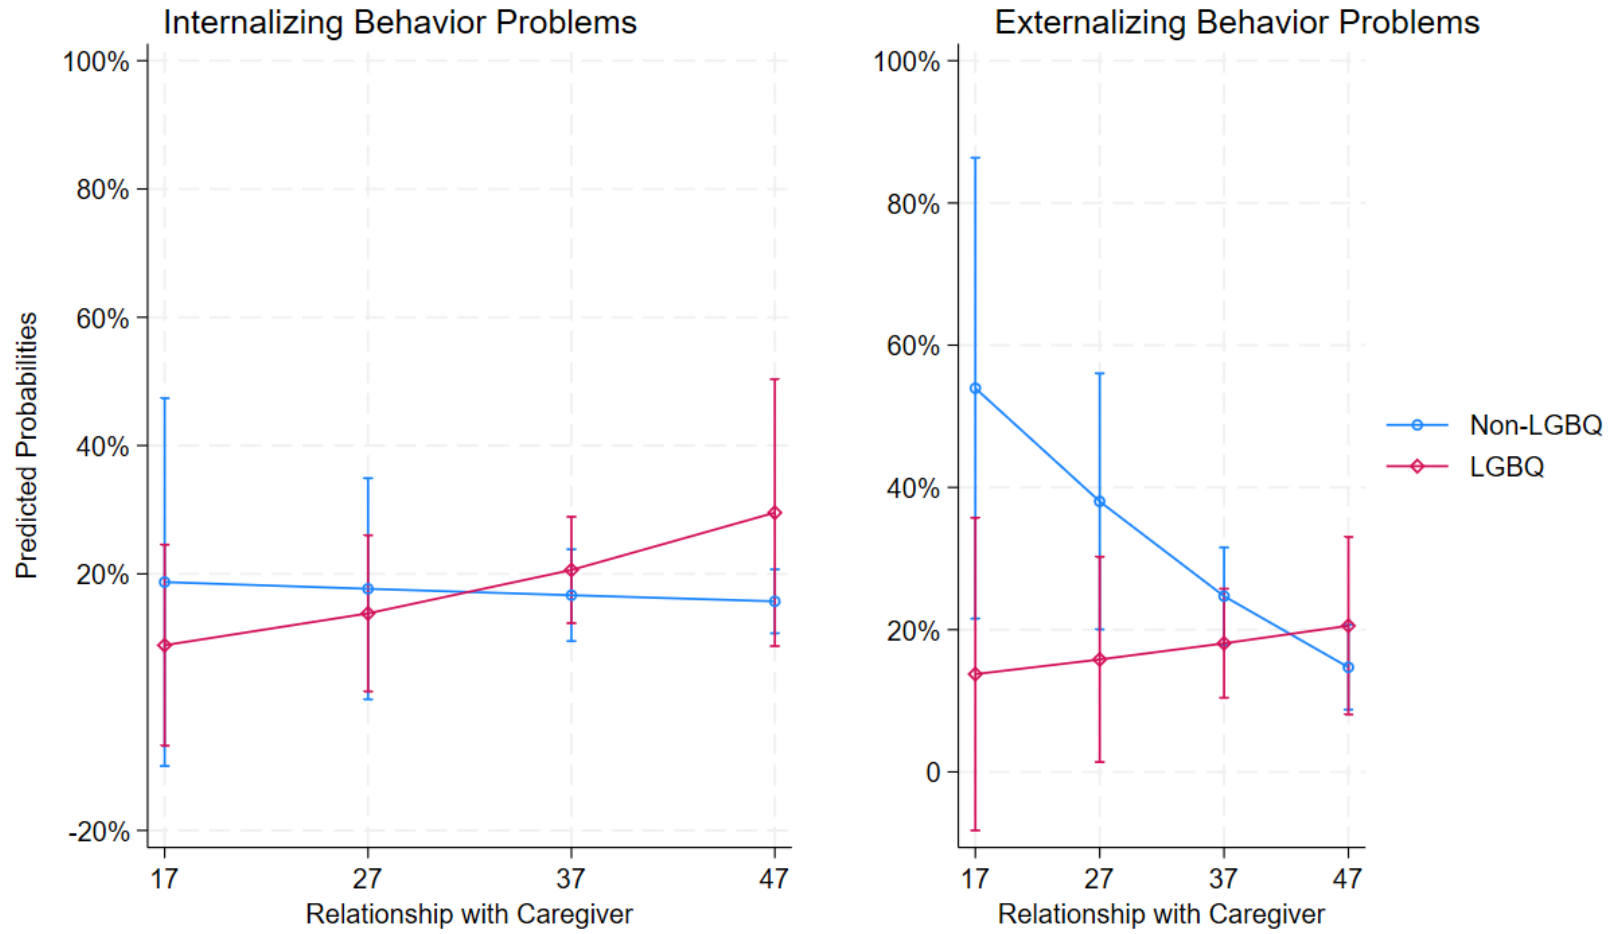 Internalizing Behavior Problems
100%
80%
60%
40%
20%
-20%
Predicted Probabilities
17 27 37 47
Relationship with Caregiver
Externalizing Behavior Problems
100%
80%
60%
40%
20%
0
17 27 37 47
Relationship with Caregiver
Non-LGBQ
LGBQ